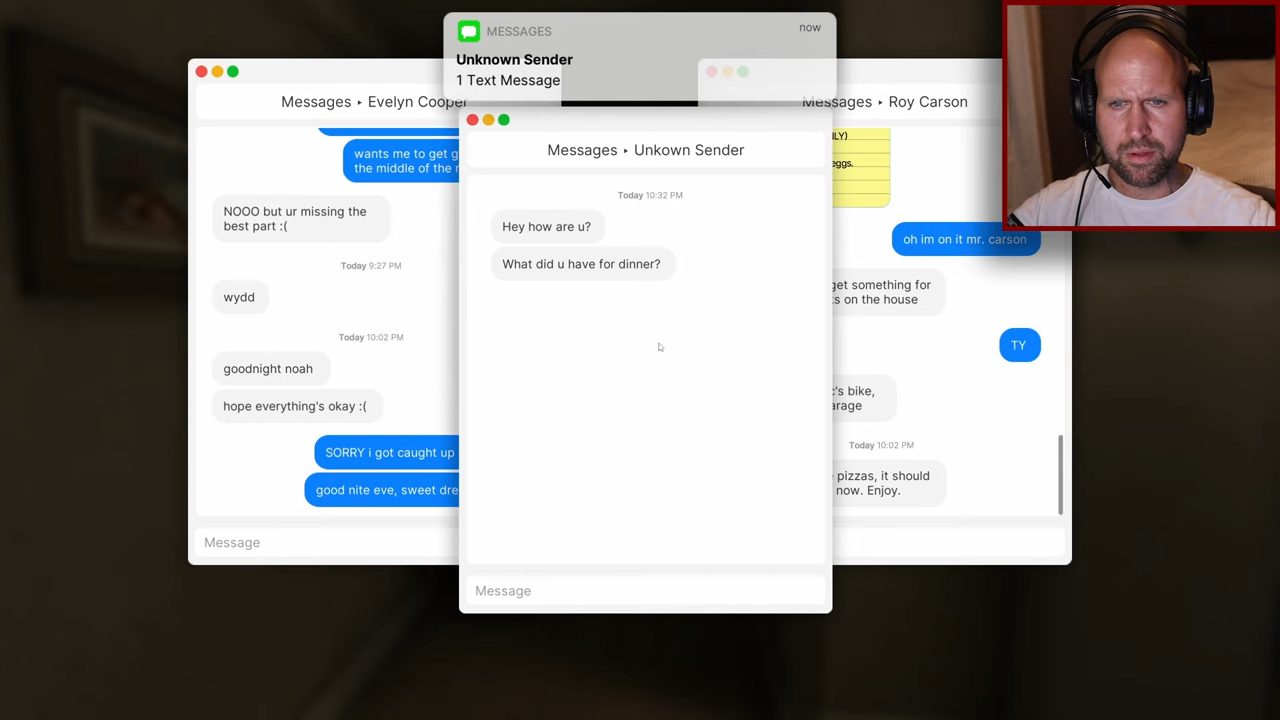 MESSAGES
now
Unknown Sender
1 Text Message
Messages ▸ Evelyn Cooper
wants me to get g
the middle of the
NOOO but ur missing the
best part :(
Today 9:27 PM
wydd
Today 10:02 PM
goodnight noah
hope everything's okay :(
SORRY i got caught up
good nite eve, sweet dre
Message
Messages ▸ Unkown Sender
Today 10:32 PM
Hey how are u?
What did u have for dinner?
Message
Messages ▸ Roy Carson
LY)
eggs.
oh im on it mr. carson
get something for
s on the house
TY
c's bike,
arage
Today 10:02 PM
pizzas, it should
now. Enjoy.